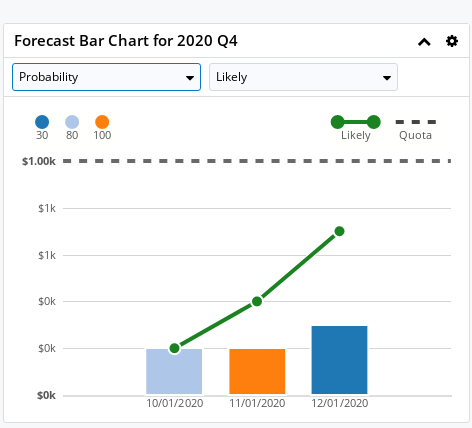 Forecast Bar Chart for 2020 Q4
Probability Likely
30 80 100 Likely Quota
$1.00k
$1k
$1k
$0k
$0k
$0k
10/01/2020 11/01/2020 12/01/2020